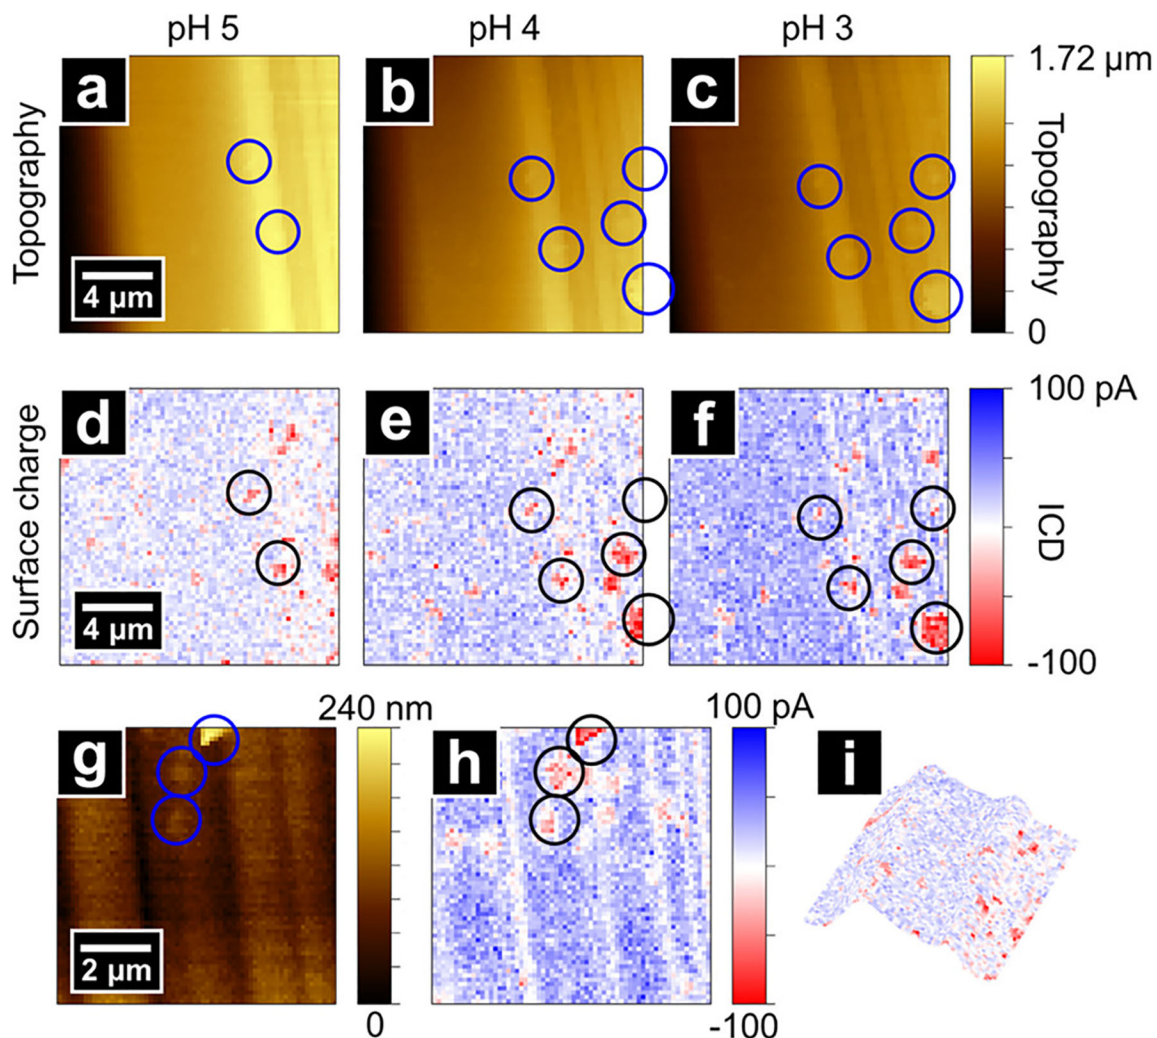 pH 5 pH 4 pH 3
Topography
a b c
1.72 µm
Topography
4 µm
0
Surface charge
d e f
100 pA
ICD
4 µm
-100
240 nm 100 pA
g h i
2 µm
0 -100